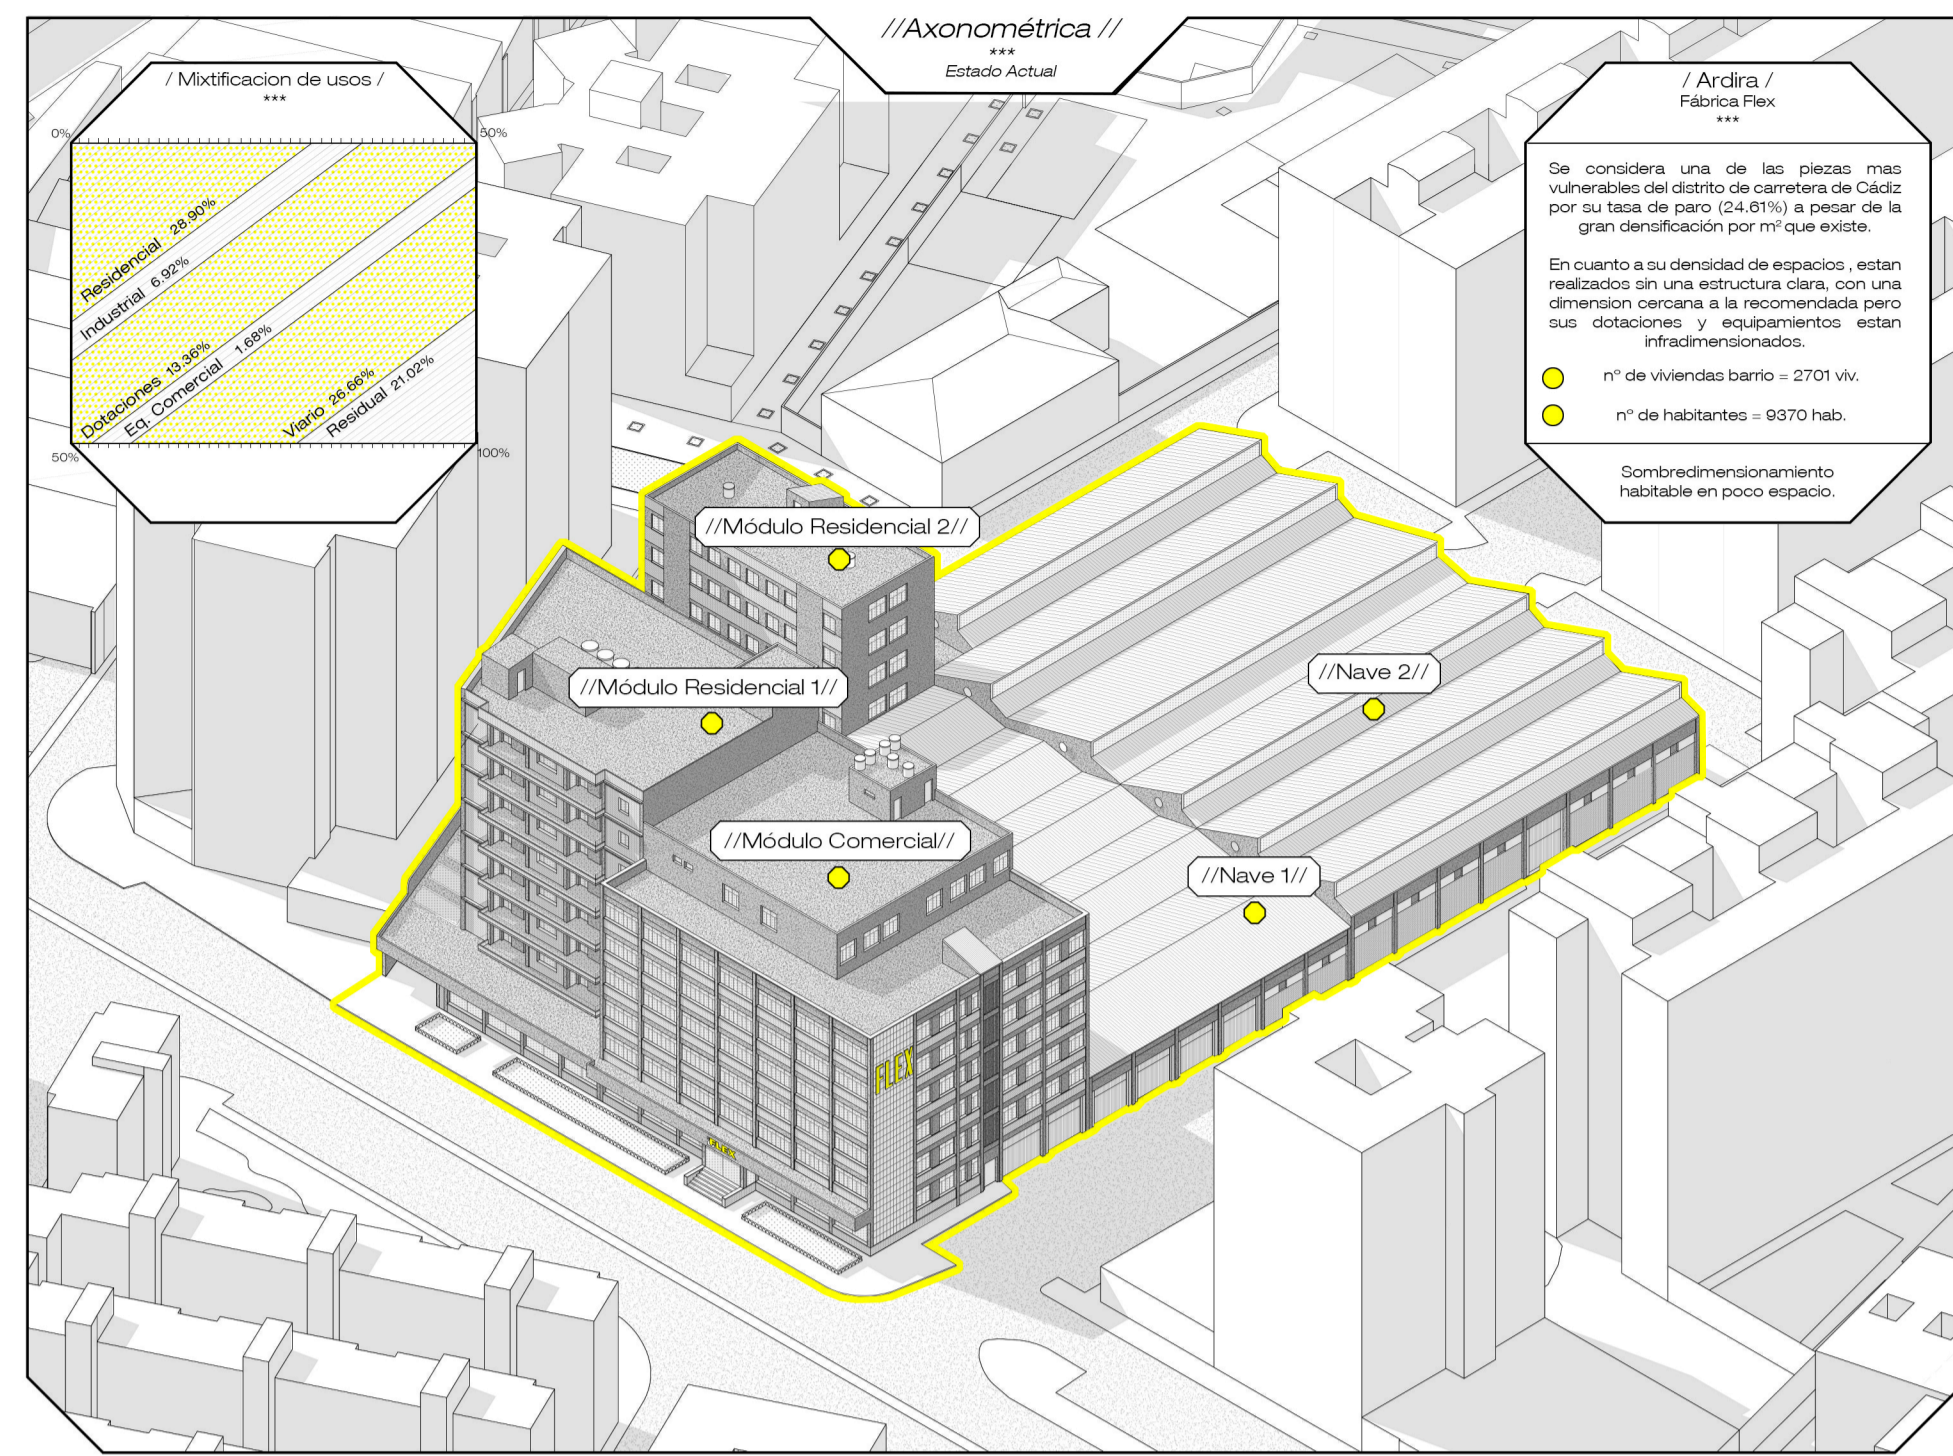 //Axonométrica //
***
Estado Actual
/ Mixtificacion de usos /
***
0%
50%
Residencial 28.90%
Industrial 6.92%
Dotaciones 13.36%
Eq. Comercial 1.68%
Viario 26.66%
Residual 21.02%
50%
100%
/ Ardira /
Fábrica Flex
***
Se considera una de las piezas mas
vulnerables del distrito de carretera de Cádiz
por su tasa de paro (24.61%) a pesar de la
gran densificación por m² que existe.
En cuanto a su densidad de espacios , estan
realizados sin una estructura clara, con una
dimension cercana a la recomendada pero
sus dotaciones y equipamientos estan
infradimensionados.
nº de viviendas barrio = 2701 viv.
nº de habitantes = 9370 hab.
Sombredimensionamiento
habitable en poco espacio.
//Módulo Residencial 2//
//Módulo Residencial 1//
//Nave 2//
//Módulo Comercial//
//Nave 1//
FLEX
FLEX